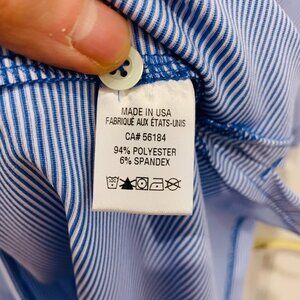 MADE IN USA
FABRIQUÉ AUX ÉTATS-UNIS
CA# 56184
94% POLYESTER
6% SPANDEX